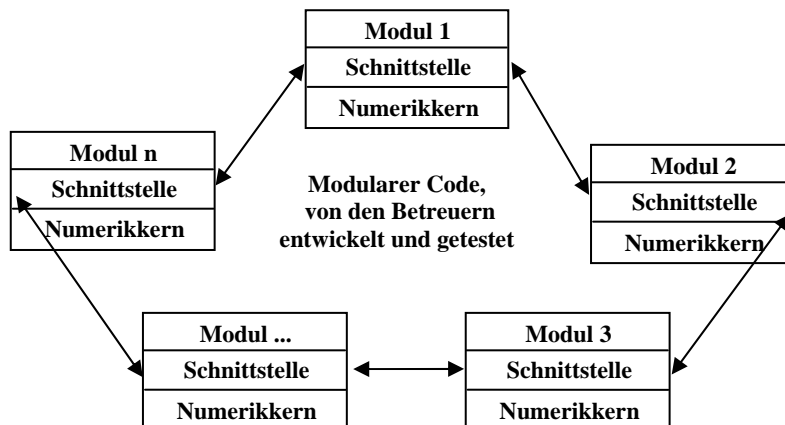 Modul 1
Schnittstelle
Numerikkern
Modul n
Schnittstelle
Numerikkern
Modularer Code,
von den Betreuern
entwickelt und getestet
Modul 2
Schnittstelle
Numerikkern
Modul ...
Schnittstelle
Numerikkern
Modul 3
Schnittstelle
Numerikkern